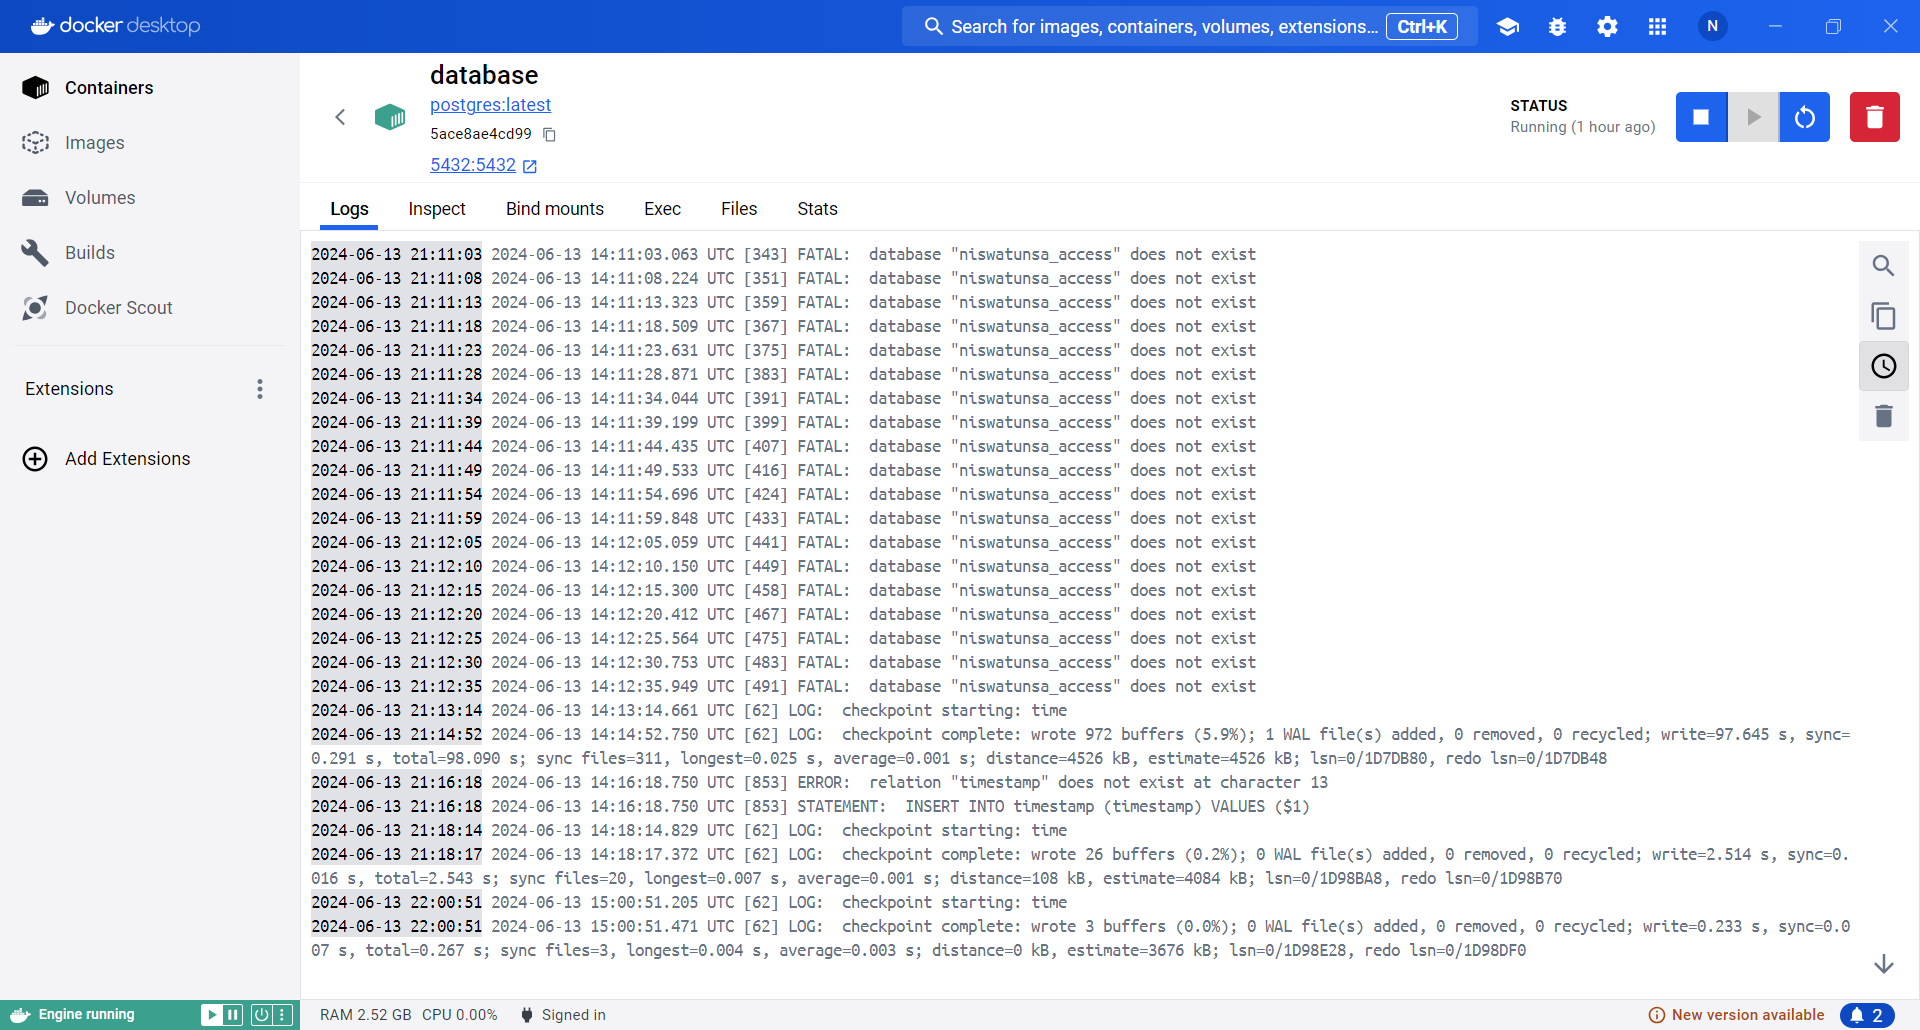 docker desktop
Search for images, containers, volumes, extensions... Ctrl+K
N
Containers
Images
Volumes
Builds
Docker Scout
Extensions
Add Extensions
database
postgres:latest
5ace8ae4cd99
5432:5432
STATUS
Running (1 hour ago)
Logs Inspect Bind mounts Exec Files Stats
2024-06-13 21:11:03 2024-06-13 14:11:03.063 UTC [343] FATAL:  database "niswatunsa_access" does not exist
2024-06-13 21:11:08 2024-06-13 14:11:08.224 UTC [351] FATAL:  database "niswatunsa_access" does not exist
2024-06-13 21:11:13 2024-06-13 14:11:13.323 UTC [359] FATAL:  database "niswatunsa_access" does not exist
2024-06-13 21:11:18 2024-06-13 14:11:18.509 UTC [367] FATAL:  database "niswatunsa_access" does not exist
2024-06-13 21:11:23 2024-06-13 14:11:23.631 UTC [375] FATAL:  database "niswatunsa_access" does not exist
2024-06-13 21:11:28 2024-06-13 14:11:28.871 UTC [383] FATAL:  database "niswatunsa_access" does not exist
2024-06-13 21:11:34 2024-06-13 14:11:34.044 UTC [391] FATAL:  database "niswatunsa_access" does not exist
2024-06-13 21:11:39 2024-06-13 14:11:39.199 UTC [399] FATAL:  database "niswatunsa_access" does not exist
2024-06-13 21:11:44 2024-06-13 14:11:44.435 UTC [407] FATAL:  database "niswatunsa_access" does not exist
2024-06-13 21:11:49 2024-06-13 14:11:49.533 UTC [416] FATAL:  database "niswatunsa_access" does not exist
2024-06-13 21:11:54 2024-06-13 14:11:54.696 UTC [424] FATAL:  database "niswatunsa_access" does not exist
2024-06-13 21:11:59 2024-06-13 14:11:59.848 UTC [433] FATAL:  database "niswatunsa_access" does not exist
2024-06-13 21:12:05 2024-06-13 14:12:05.059 UTC [441] FATAL:  database "niswatunsa_access" does not exist
2024-06-13 21:12:10 2024-06-13 14:12:10.150 UTC [449] FATAL:  database "niswatunsa_access" does not exist
2024-06-13 21:12:15 2024-06-13 14:12:15.300 UTC [458] FATAL:  database "niswatunsa_access" does not exist
2024-06-13 21:12:20 2024-06-13 14:12:20.412 UTC [467] FATAL:  database "niswatunsa_access" does not exist
2024-06-13 21:12:25 2024-06-13 14:12:25.564 UTC [475] FATAL:  database "niswatunsa_access" does not exist
2024-06-13 21:12:30 2024-06-13 14:12:30.753 UTC [483] FATAL:  database "niswatunsa_access" does not exist
2024-06-13 21:12:35 2024-06-13 14:12:35.949 UTC [491] FATAL:  database "niswatunsa_access" does not exist
2024-06-13 21:13:14 2024-06-13 14:13:14.661 UTC [62] LOG:  checkpoint starting: time
2024-06-13 21:14:52 2024-06-13 14:14:52.750 UTC [62] LOG:  checkpoint complete: wrote 972 buffers (5.9%); 1 WAL file(s) added, 0 removed, 0 recycled; write=97.645 s, sync=
0.291 s, total=98.090 s; sync files=311, longest=0.025 s, average=0.001 s; distance=4526 kB, estimate=4526 kB; lsn=0/1D7DB80, redo lsn=0/1D7DB48
2024-06-13 21:16:18 2024-06-13 14:16:18.750 UTC [853] ERROR:  relation "timestamp" does not exist at character 13
2024-06-13 21:16:18 2024-06-13 14:16:18.750 UTC [853] STATEMENT:  INSERT INTO timestamp (timestamp) VALUES ($1)
2024-06-13 21:18:14 2024-06-13 14:18:14.829 UTC [62] LOG:  checkpoint starting: time
2024-06-13 21:18:17 2024-06-13 14:18:17.372 UTC [62] LOG:  checkpoint complete: wrote 26 buffers (0.2%); 0 WAL file(s) added, 0 removed, 0 recycled; write=2.514 s, sync=0.
016 s, total=2.543 s; sync files=20, longest=0.007 s, average=0.001 s; distance=108 kB, estimate=4084 kB; lsn=0/1D98BA8, redo lsn=0/1D98B70
2024-06-13 22:00:51 2024-06-13 15:00:51.205 UTC [62] LOG:  checkpoint starting: time
2024-06-13 22:00:51 2024-06-13 15:00:51.471 UTC [62] LOG:  checkpoint complete: wrote 3 buffers (0.0%); 0 WAL file(s) added, 0 removed, 0 recycled; write=0.233 s, sync=0.0
07 s, total=0.267 s; sync files=3, longest=0.004 s, average=0.003 s; distance=0 kB, estimate=3676 kB; lsn=0/1D98E28, redo lsn=0/1D98DF0
Engine running
RAM 2.52 GB CPU 0.00% Signed in
New version available
2